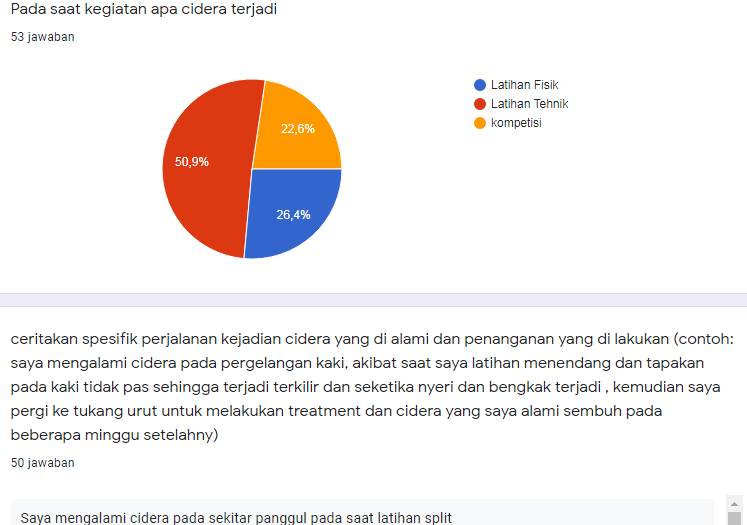 Pada saat kegiatan apa cidera terjadi
53 jawaban
Latihan Fisik
Latihan Tehnik
kompetisi
22,6%
50,9%
26,4%
ceritakan spesifik perjalanan kejadian cidera yang di alami dan penanganan yang di lakukan (contoh:
saya mengalami cidera pada pergelangan kaki, akibat saat saya latihan menendang dan tapakan
pada kaki tidak pas sehingga terjadi terkilir dan seketika nyeri dan bengkak terjadi , kemudian saya
pergi ke tukang urut untuk melakukan treatment dan cidera yang saya alami sembuh pada
beberapa minggu setelahny)
50 jawaban
Saya mengalami cidera pada sekitar panggul pada saat latihan split